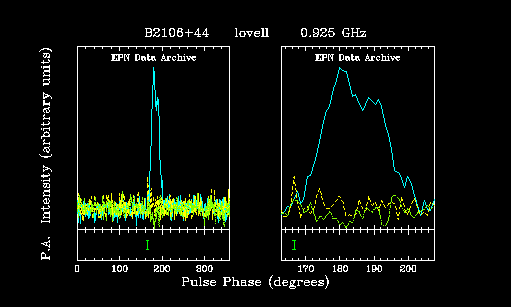 B2106+44 lovell 0.925 GHz
EPN Data Archive EPN Data Archive
P.A. Intensity (arbitrary units)
0 100 200 300 170 180 190 200
Pulse Phase (degrees)